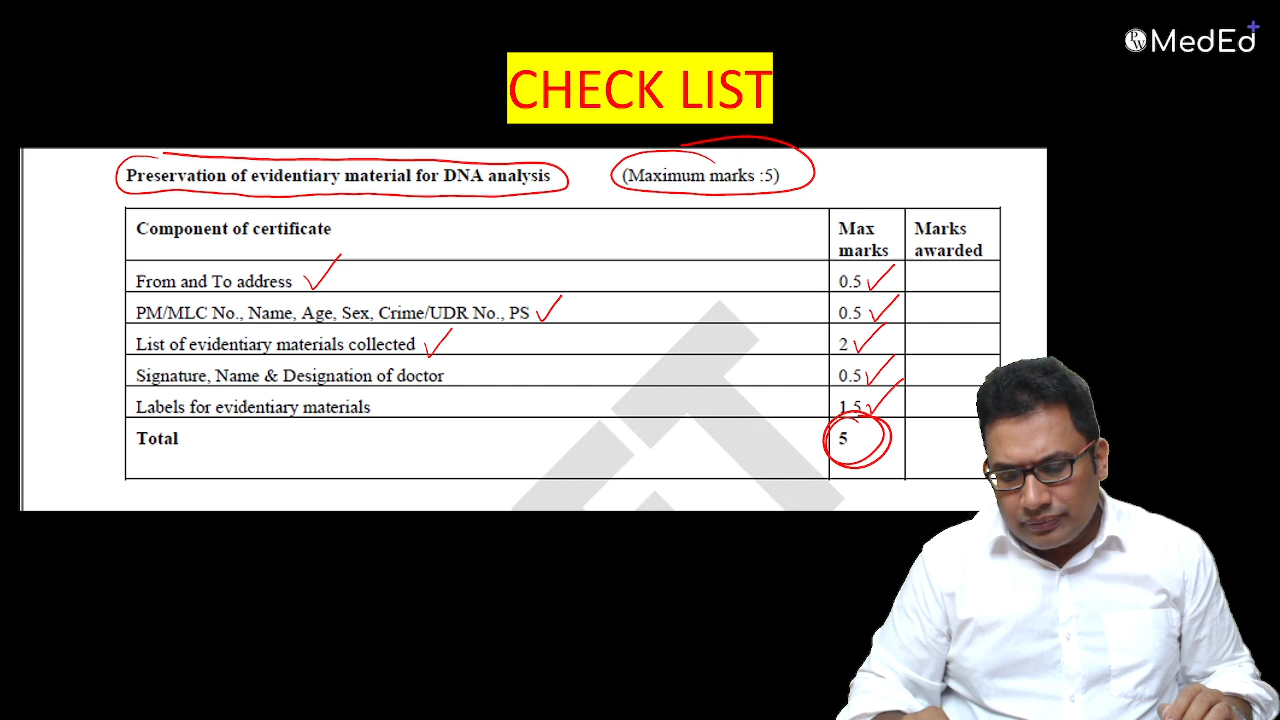 PW MedEd+
CHECK LIST
Preservation of evidentiary material for DNA analysis (Maximum marks :5)
Component of certificate Max marks Marks awarded
From and To address 0.5
PM/MLC No., Name, Age, Sex, Crime/UDR No., PS 0.5
List of evidentiary materials collected 2
Signature, Name & Designation of doctor 0.5
Labels for evidentiary materials 1.5
Total 5